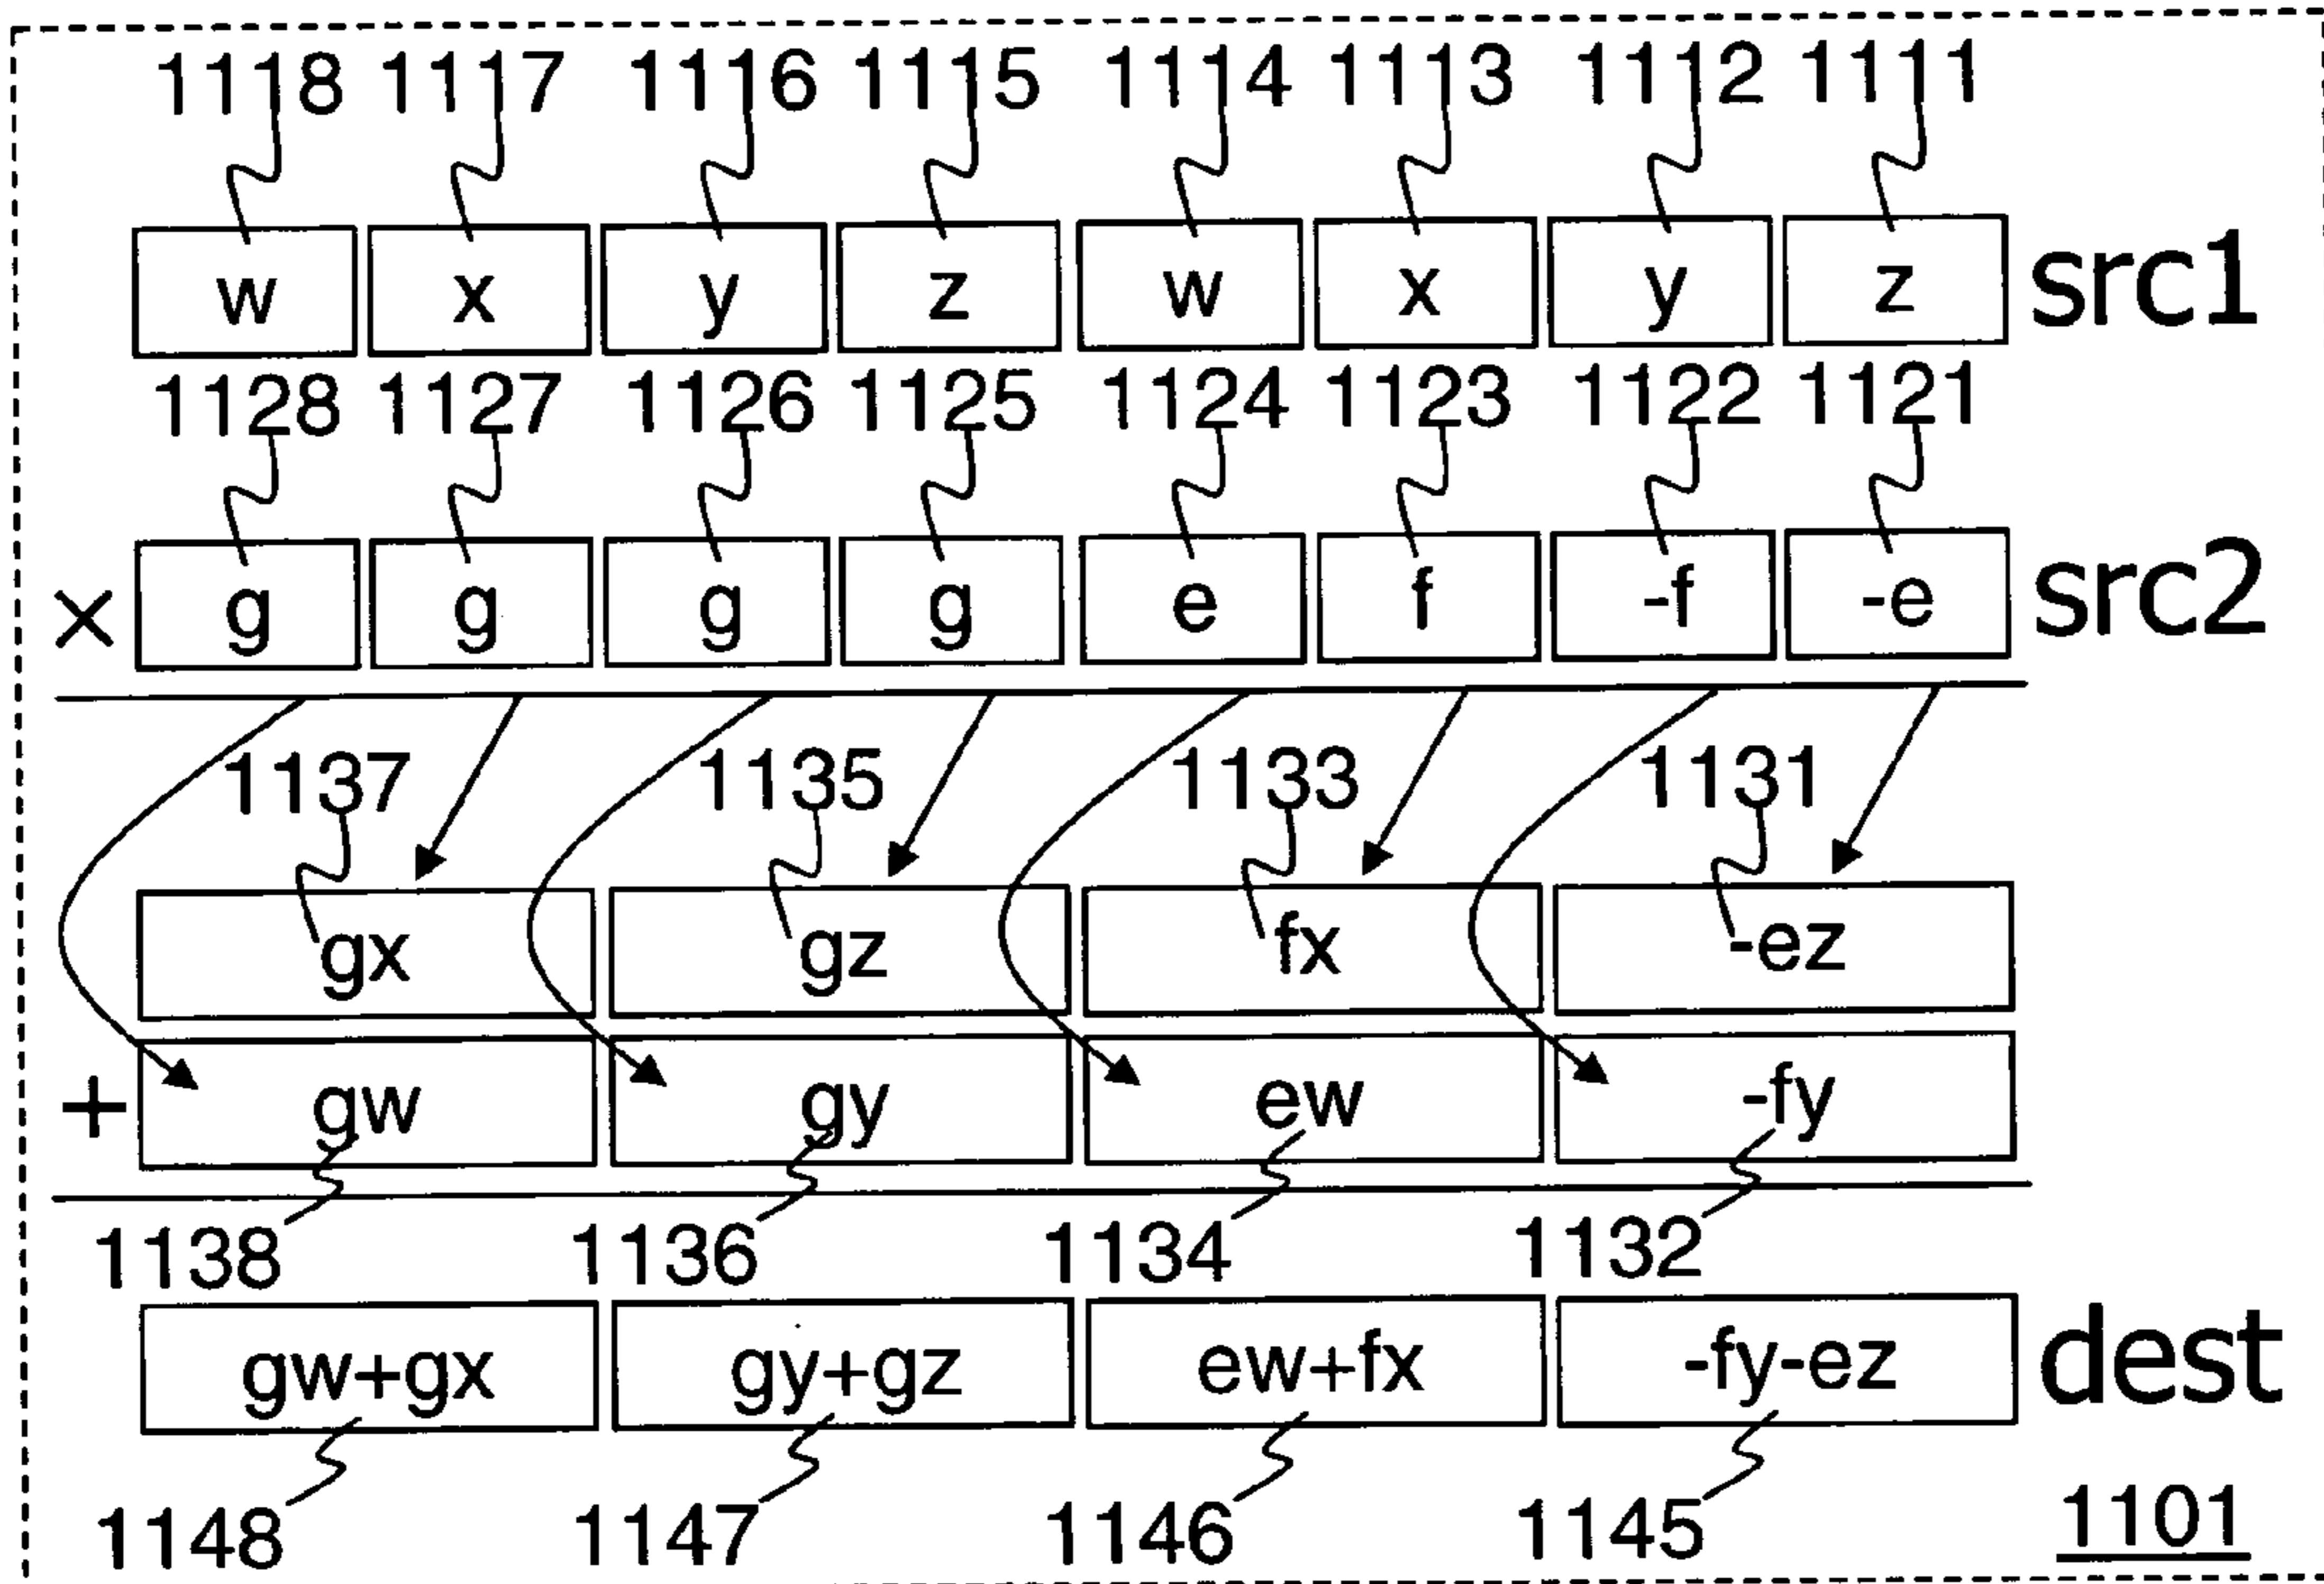 1118 1117 1116 1115 1114 1113 1112 1111
w x y z w x y z src1
1128 1127 1126 1125 1124 1123 1122 1121
× g g g g e f -f -e src2
1137 1135 1133 1131
gx gz fx -ez
+ gw gy ew -fy
1138 1136 1134 1132
gw+gx gy+gz ew+fx -fy-ez dest
1148 1147 1146 1145 1101